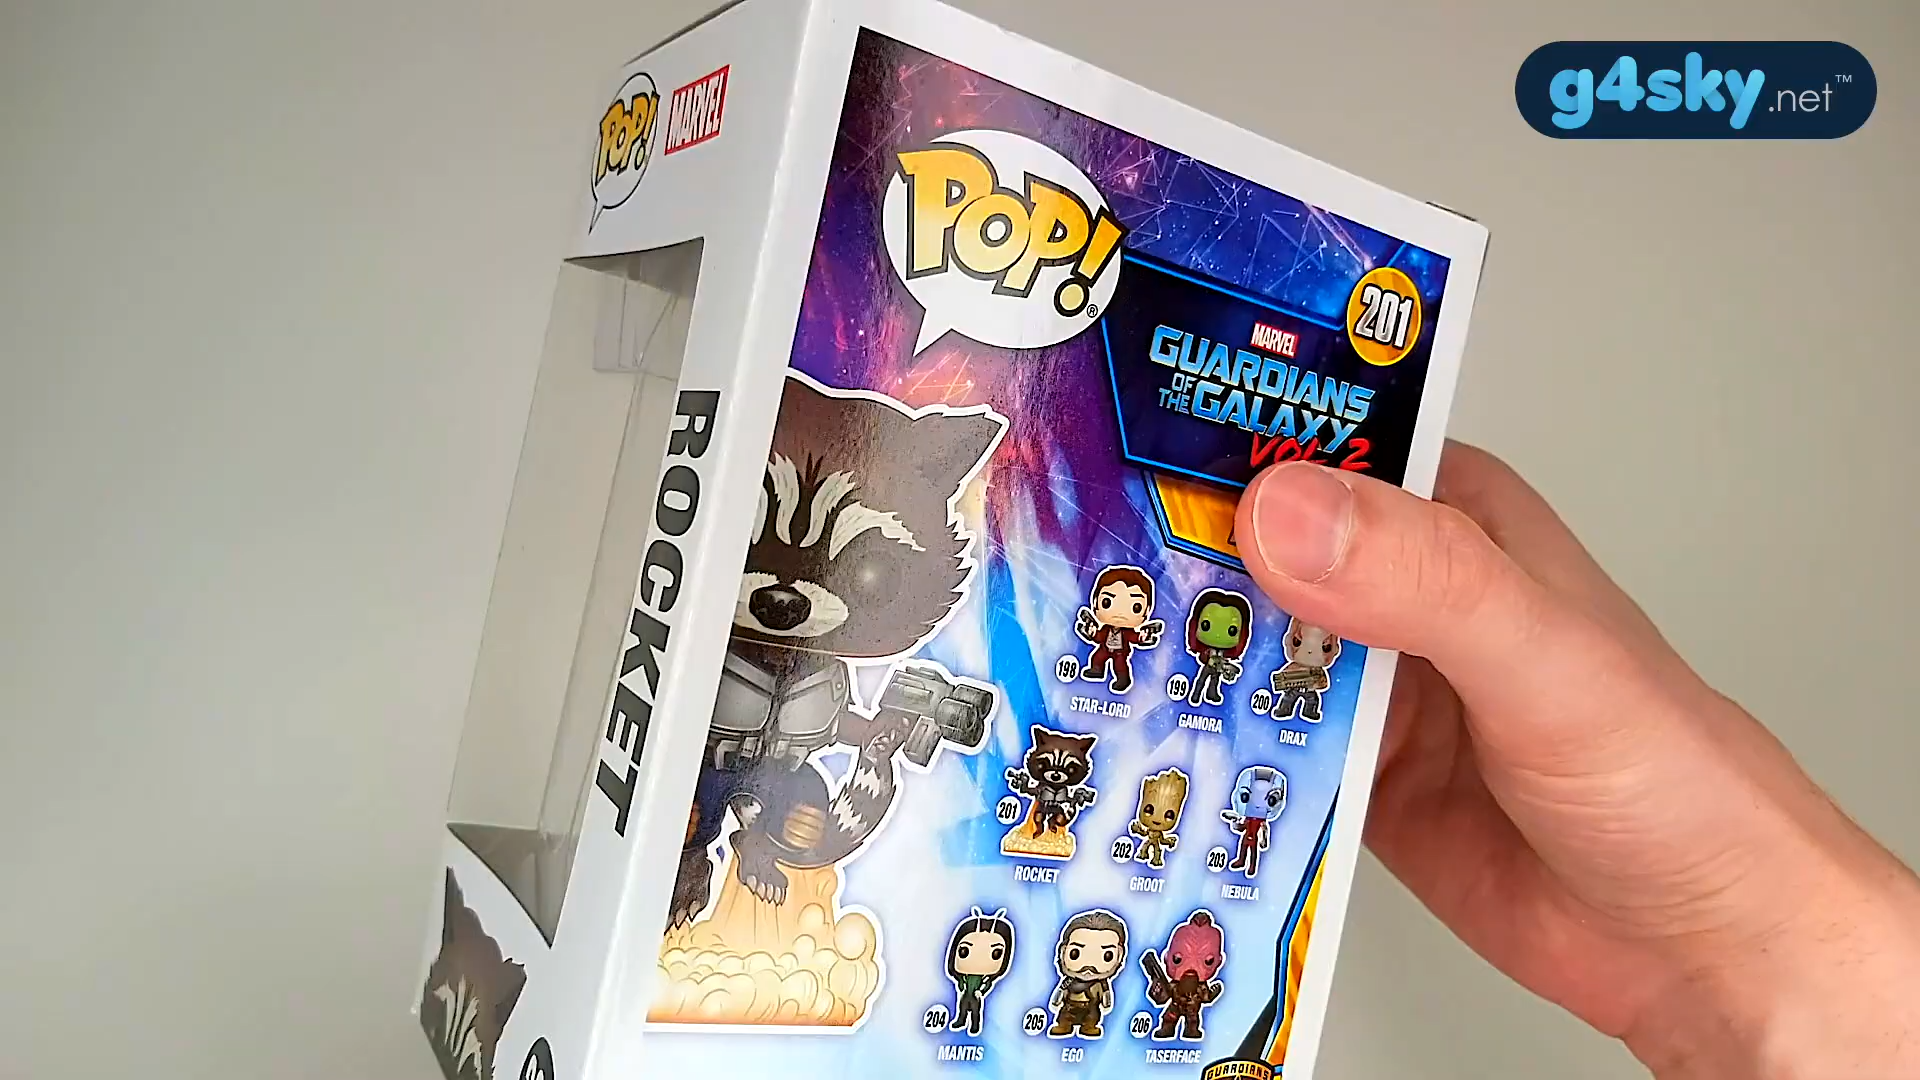 g4sky.net™
POP! MARVEL
ROCKET
POP!®
201
MARVEL
GUARDIANS
OF THE GALAXY
VOL 2
198
STAR-LORD
199
GAMORA
200
DRAX
201
ROCKET
202
GROOT
203
NEBULA
204
MANTIS
205
EGO
206
TASERFACE
GUARDIANS